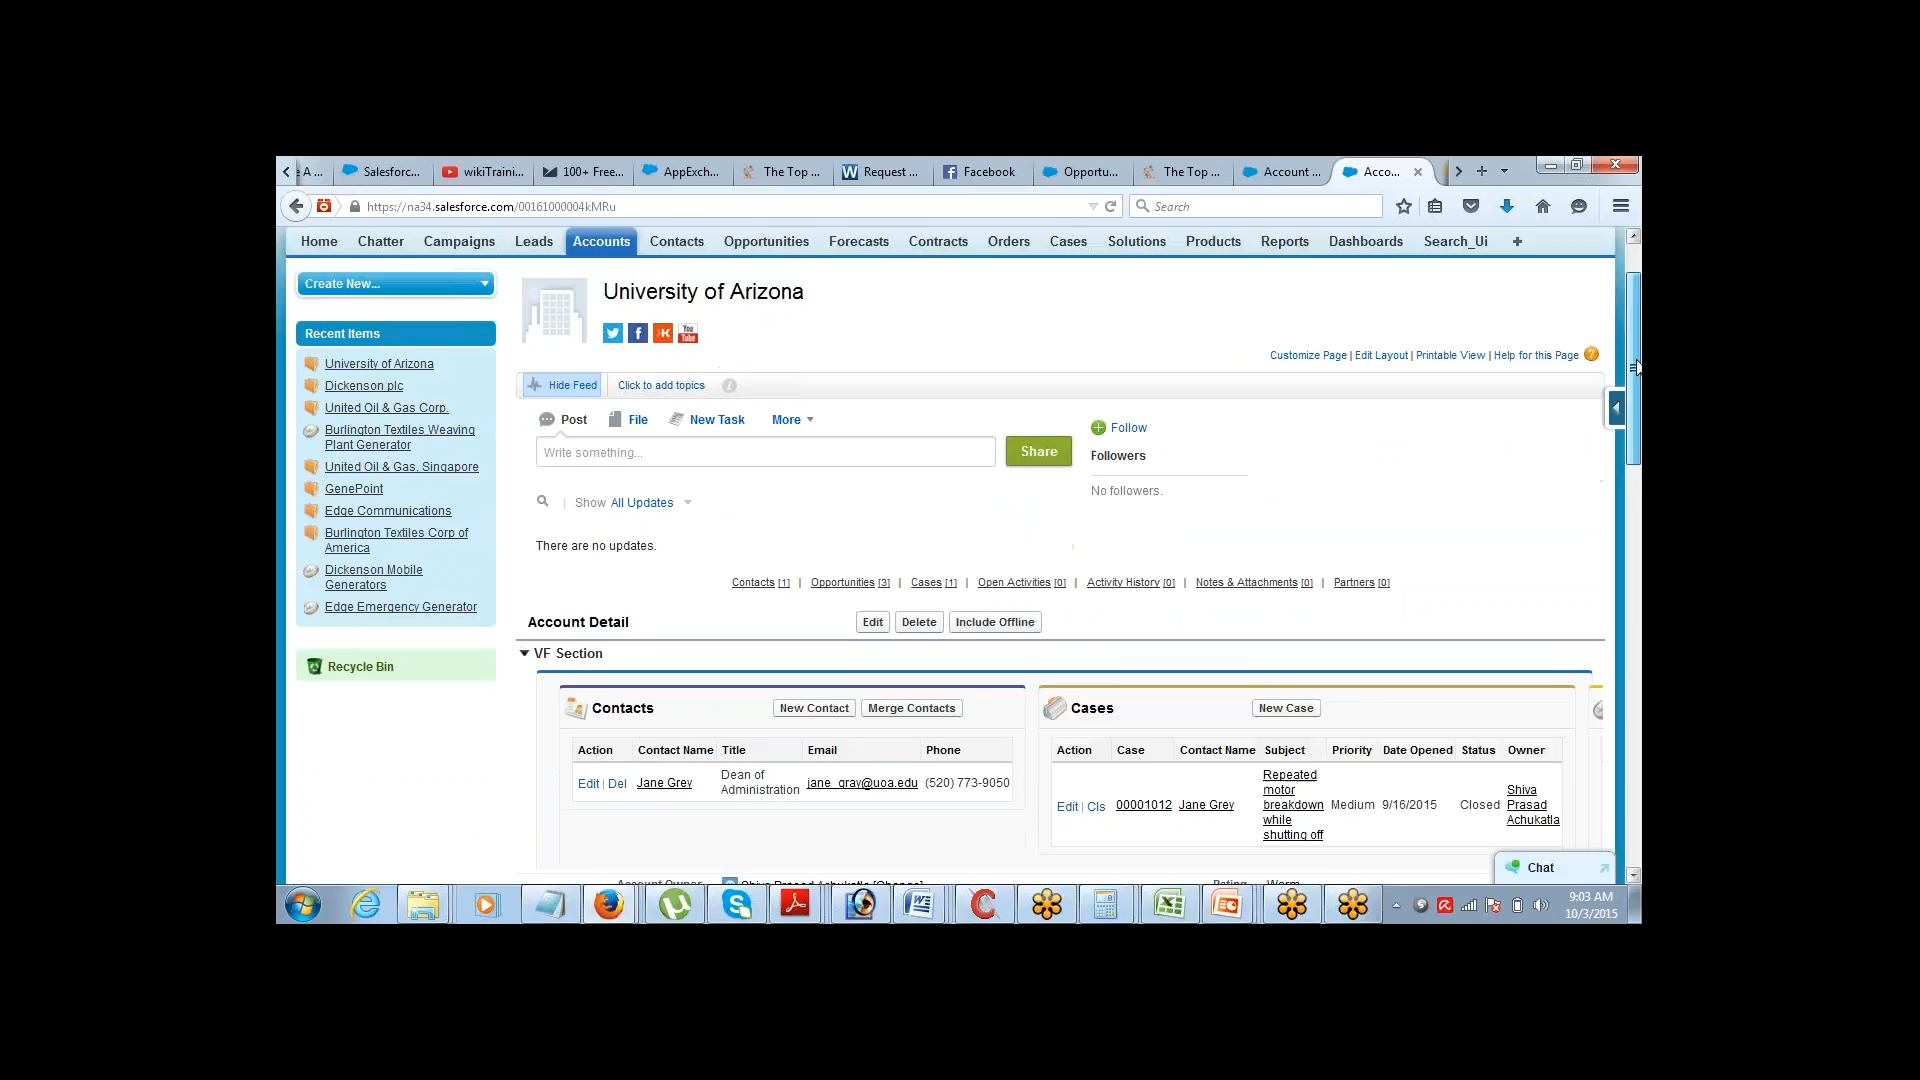 e A ...
Salesforc...
wikiTraini...
100+ Free...
AppExch...
The Top ...
Request ...
Facebook
Opportu...
The Top ...
Account ...
Acco...
https://na34.salesforce.com/00161000004kMRu
Search
Home Chatter Campaigns Leads Accounts Contacts Opportunities Forecasts Contracts Orders Cases Solutions Products Reports Dashboards Search_Ui +
Create New...
Recent Items
University of Arizona
Dickenson plc
United Oil & Gas Corp.
Burlington Textiles Weaving
Plant Generator
United Oil & Gas, Singapore
GenePoint
Edge Communications
Burlington Textiles Corp of
America
Dickenson Mobile
Generators
Edge Emergency Generator
Recycle Bin
University of Arizona
You
Tube
Customize Page | Edit Layout | Printable View | Help for this Page ?
Hide Feed Click to add topics i
Post File New Task More
Write something...
Share
Follow
Followers
No followers.
Show All Updates
There are no updates.
Contacts [1] | Opportunities [3] | Cases [1] | Open Activities [0] | Activity History [0] | Notes & Attachments [0] | Partners [0]
Account Detail Edit Delete Include Offline
VF Section
Contacts New Contact Merge Contacts
Action Contact Name Title Email Phone
Edit | Del Jane Grey Dean of
Administration jane_gray@uoa.edu (520) 773-9050
Cases New Case
Action Case Contact Name Subject Priority Date Opened Status Owner
Edit | Cls 00001012 Jane Grey Repeated
motor
breakdown
while
shutting off Medium 9/16/2015 Closed Shiva
Prasad
Achukatla
Account Owner Shiva Prasad Achukatla [Change] Rating Warm
Chat
9:03 AM
10/3/2015